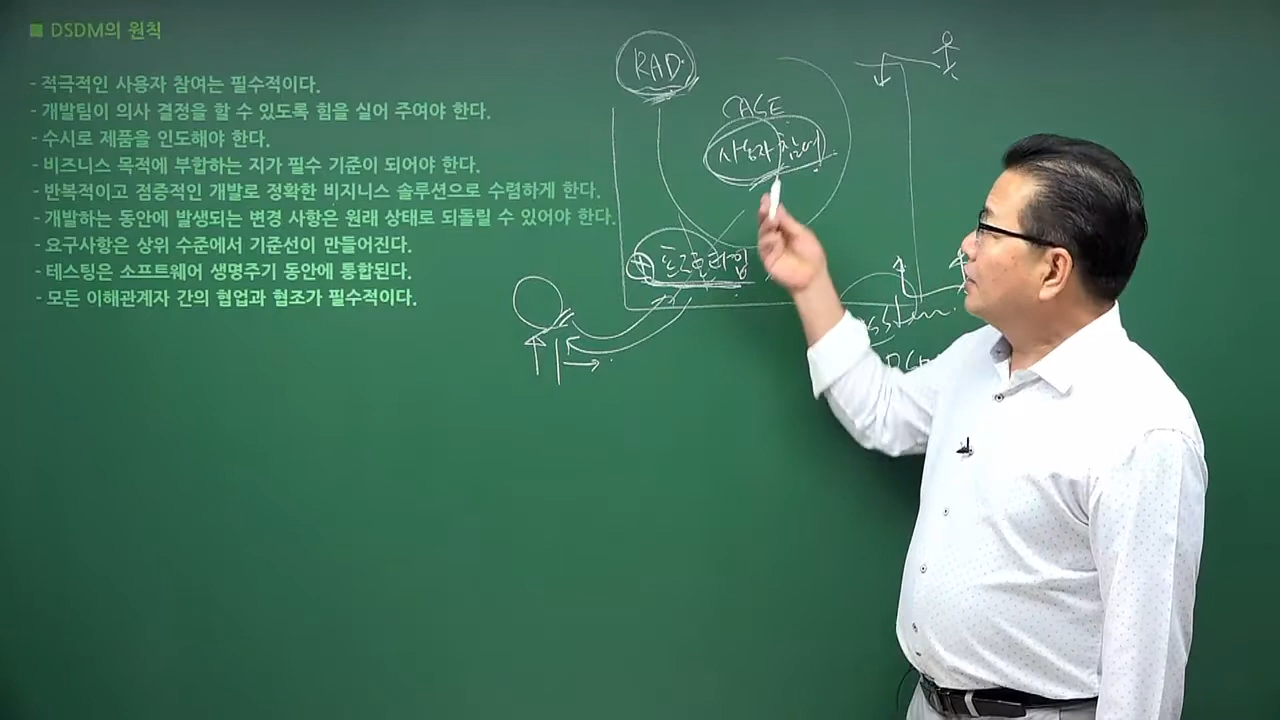 ■ DSDM의 원칙
- 적극적인 사용자 참여는 필수적이다.
- 개발팀이 의사 결정을 할 수 있도록 힘을 실어 주여야 한다.
- 수시로 제품을 인도해야 한다.
- 비즈니스 목적에 부합하는 지가 필수 기준이 되어야 한다.
- 반복적이고 점증적인 개발로 정확한 비지니스 솔루션으로 수렴하게 한다.
- 개발하는 동안에 발생되는 변경 사항은 원래 상태로 되돌릴 수 있어야 한다.
- 요구사항은 상위 수준에서 기준선이 만들어진다.
- 테스팅은 소프트웨어 생명주기 동안에 통합된다.
- 모든 이해관계자 간의 협업과 협조가 필수적이다.
RAD
CASE
사용자 참여
프로토타입